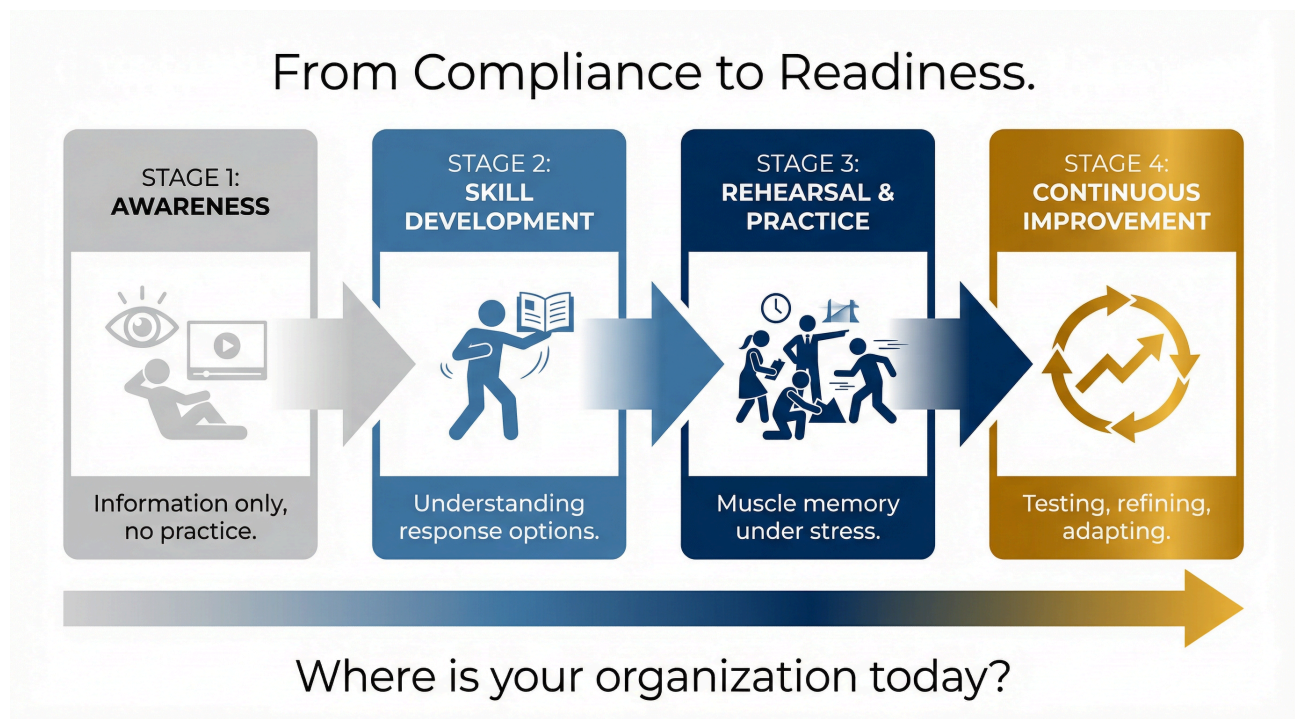 From Compliance to Readiness.
STAGE 1:
AWARENESS
Information only,
no practice.
STAGE 2:
SKILL
DEVELOPMENT
Understanding
response options.
STAGE 3:
REHEARSAL &
PRACTICE
Muscle memory
under stress.
STAGE 4:
CONTINUOUS
IMPROVEMENT
Testing, refining,
adapting.
Where is your organization today?